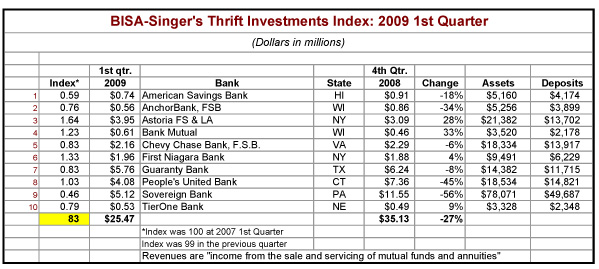 BISA-Singer's Thrift Investments Index: 2009 1st Quarter
(Dollars in millions)
1st qtr. 4th Qtr.
Index* 2009 Bank State 2008 Change Assets Deposits
1 0.59 $0.74 American Savings Bank HI $0.91 -18% $5,160 $4,174
2 0.76 $0.56 AnchorBank, FSB WI $0.86 -34% $5,256 $3,899
3 1.64 $3.95 Astoria FS & LA NY $3.09 28% $21,382 $13,702
4 1.23 $0.61 Bank Mutual WI $0.46 33% $3,520 $2,178
5 0.83 $2.16 Chevy Chase Bank, F.S.B. VA $2.29 -6% $18,334 $13,917
6 1.33 $1.96 First Niagara Bank NY $1.88 4% $9,491 $6,229
7 0.83 $5.76 Guaranty Bank TX $6.24 -8% $14,382 $11,715
8 1.03 $4.08 People's United Bank CT $7.36 -45% $18,534 $14,821
9 0.46 $5.12 Sovereign Bank PA $11.55 -56% $78,071 $49,687
10 0.79 $0.53 TierOne Bank NE $0.49 9% $3,328 $2,348
83 $25.47 $35.13 -27%
*Index was 100 at 2007 1st Quarter
Index was 99 in the previous quarter
Revenues are "income from the sale and servicing of mutual funds and annuities"